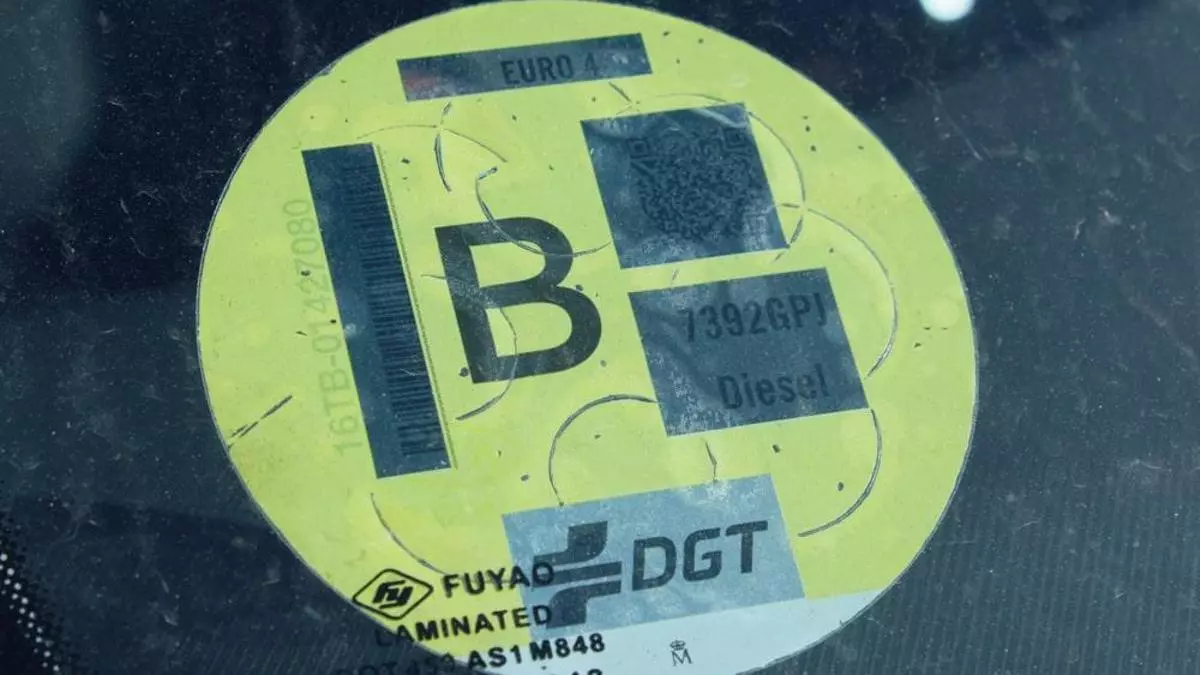 EURO 4
16TB-01427080
B
7392GPJ
Diesel
DGT
FUYAO
LAMINATED
AS1 M848
M